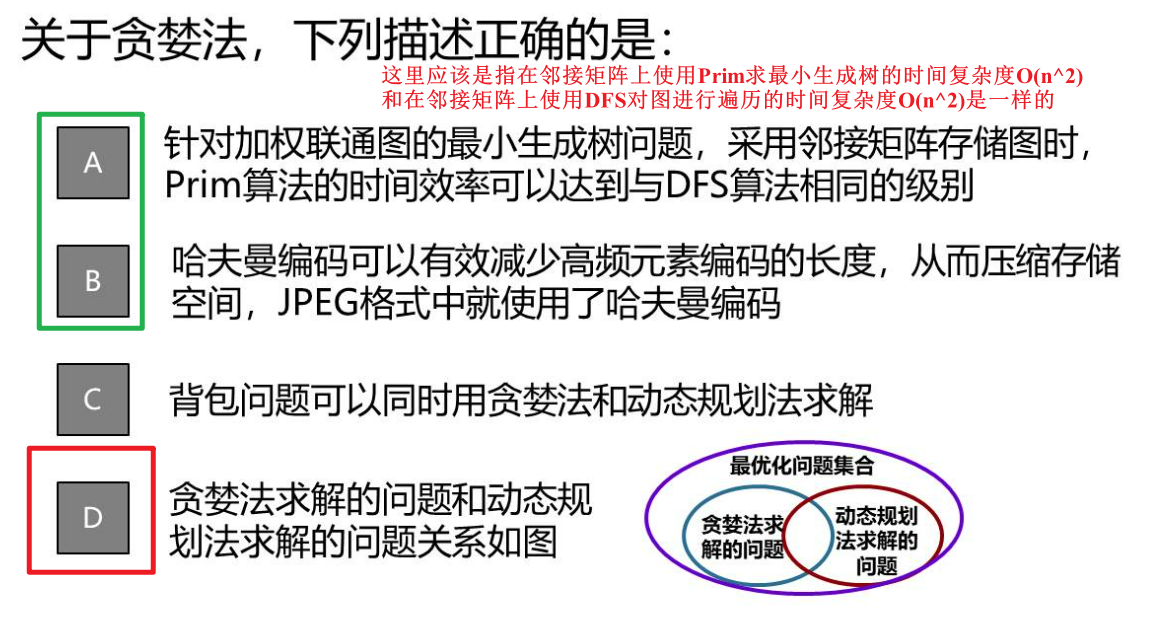 关于贪婪法，下列描述正确的是：
这里应该是指在邻接矩阵上使用Prim求最小生成树的时间复杂度O(n^2)
和在邻接矩阵上使用DFS对图进行遍历的时间复杂度O(n^2)是一样的
A
针对加权联通图的最小生成树问题，采用邻接矩阵存储图时，
Prim算法的时间效率可以达到与DFS算法相同的级别
B
哈夫曼编码可以有效减少高频元素编码的长度，从而压缩存储
空间，JPEG格式中就使用了哈夫曼编码
C
背包问题可以同时用贪婪法和动态规划法求解
D
贪婪法求解的问题和动态规
划法求解的问题关系如图
最优化问题集合
贪婪法求
解的问题
动态规划
法求解的
问题